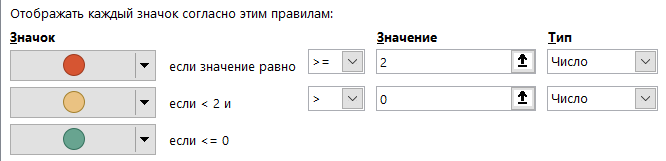 Отображать каждый значок согласно этим правилам:
Значок Значение Тип
если значение равно >= 2 Число
если < 2 и > 0 Число
если <= 0